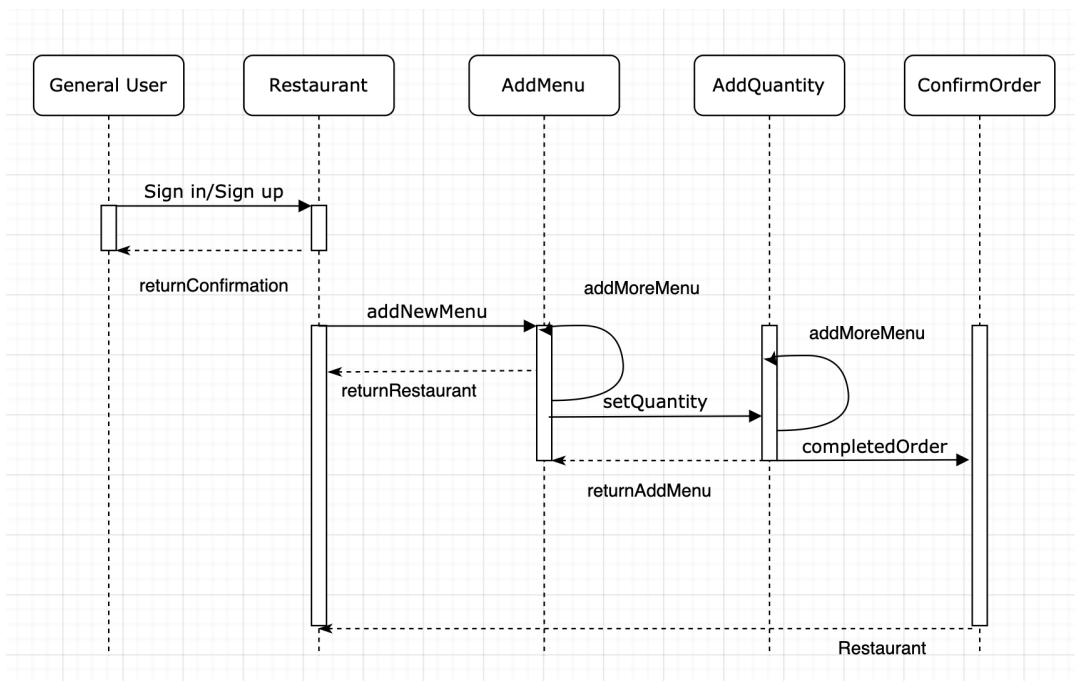 General User
Restaurant
AddMenu
AddQuantity
ConfirmOrder
Sign in/Sign up
returnConfirmation
addMoreMenu
addNewMenu
addMoreMenu
returnRestaurant
setQuantity
completedOrder
returnAddMenu
Restaurant